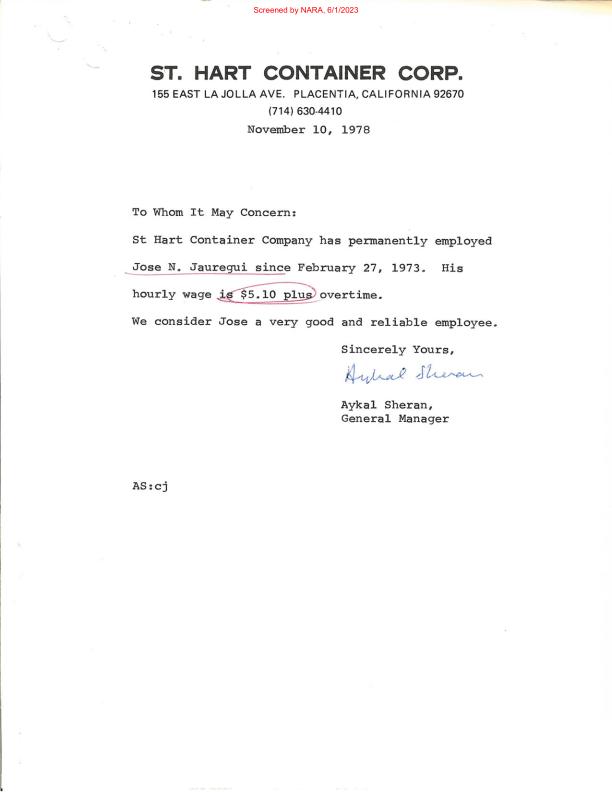 Screened by NARA, 6/1/2023
ST. HART CONTAINER CORP.
155 EAST LA JOLLA AVE. PLACENTIA, CALIFORNIA 92670
(714) 630-4410
November 10, 1978
To Whom It May Concern:
St Hart Container Company has permanently employed
Jose N. Jauregui since February 27, 1973. His
hourly wage is $5.10 plus overtime.
We consider Jose a very good and reliable employee.
Sincerely Yours,
Aykal Sheran
Aykal Sheran,
General Manager
AS:cj